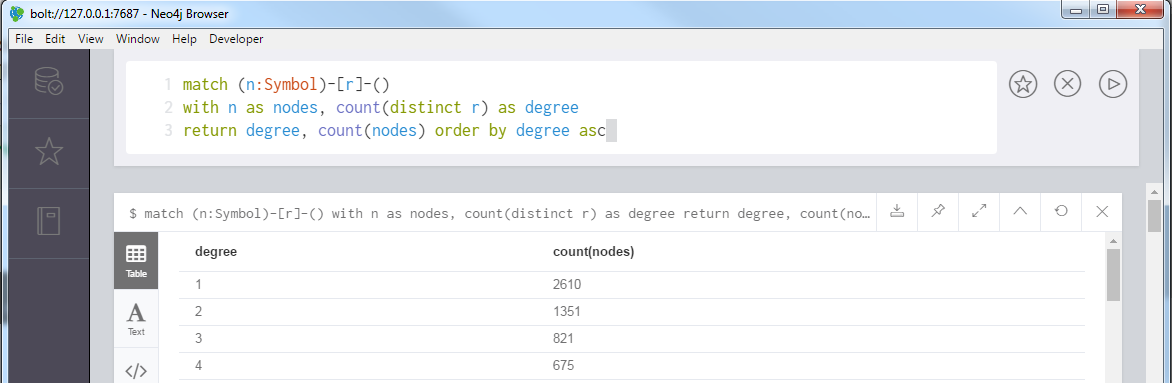 bolt://127.0.0.1:7687 - Neo4j Browser
File Edit View Window Help Developer
1 match (n:Symbol)-[r]-()
2 with n as nodes, count(distinct r) as degree
3 return degree, count(nodes) order by degree asc
$ match (n:Symbol)-[r]-() with n as nodes, count(distinct r) as degree return degree, count(no…
degree count(nodes)
Table
1 2610
2 1351
A
Text
3 821
4 675
</>